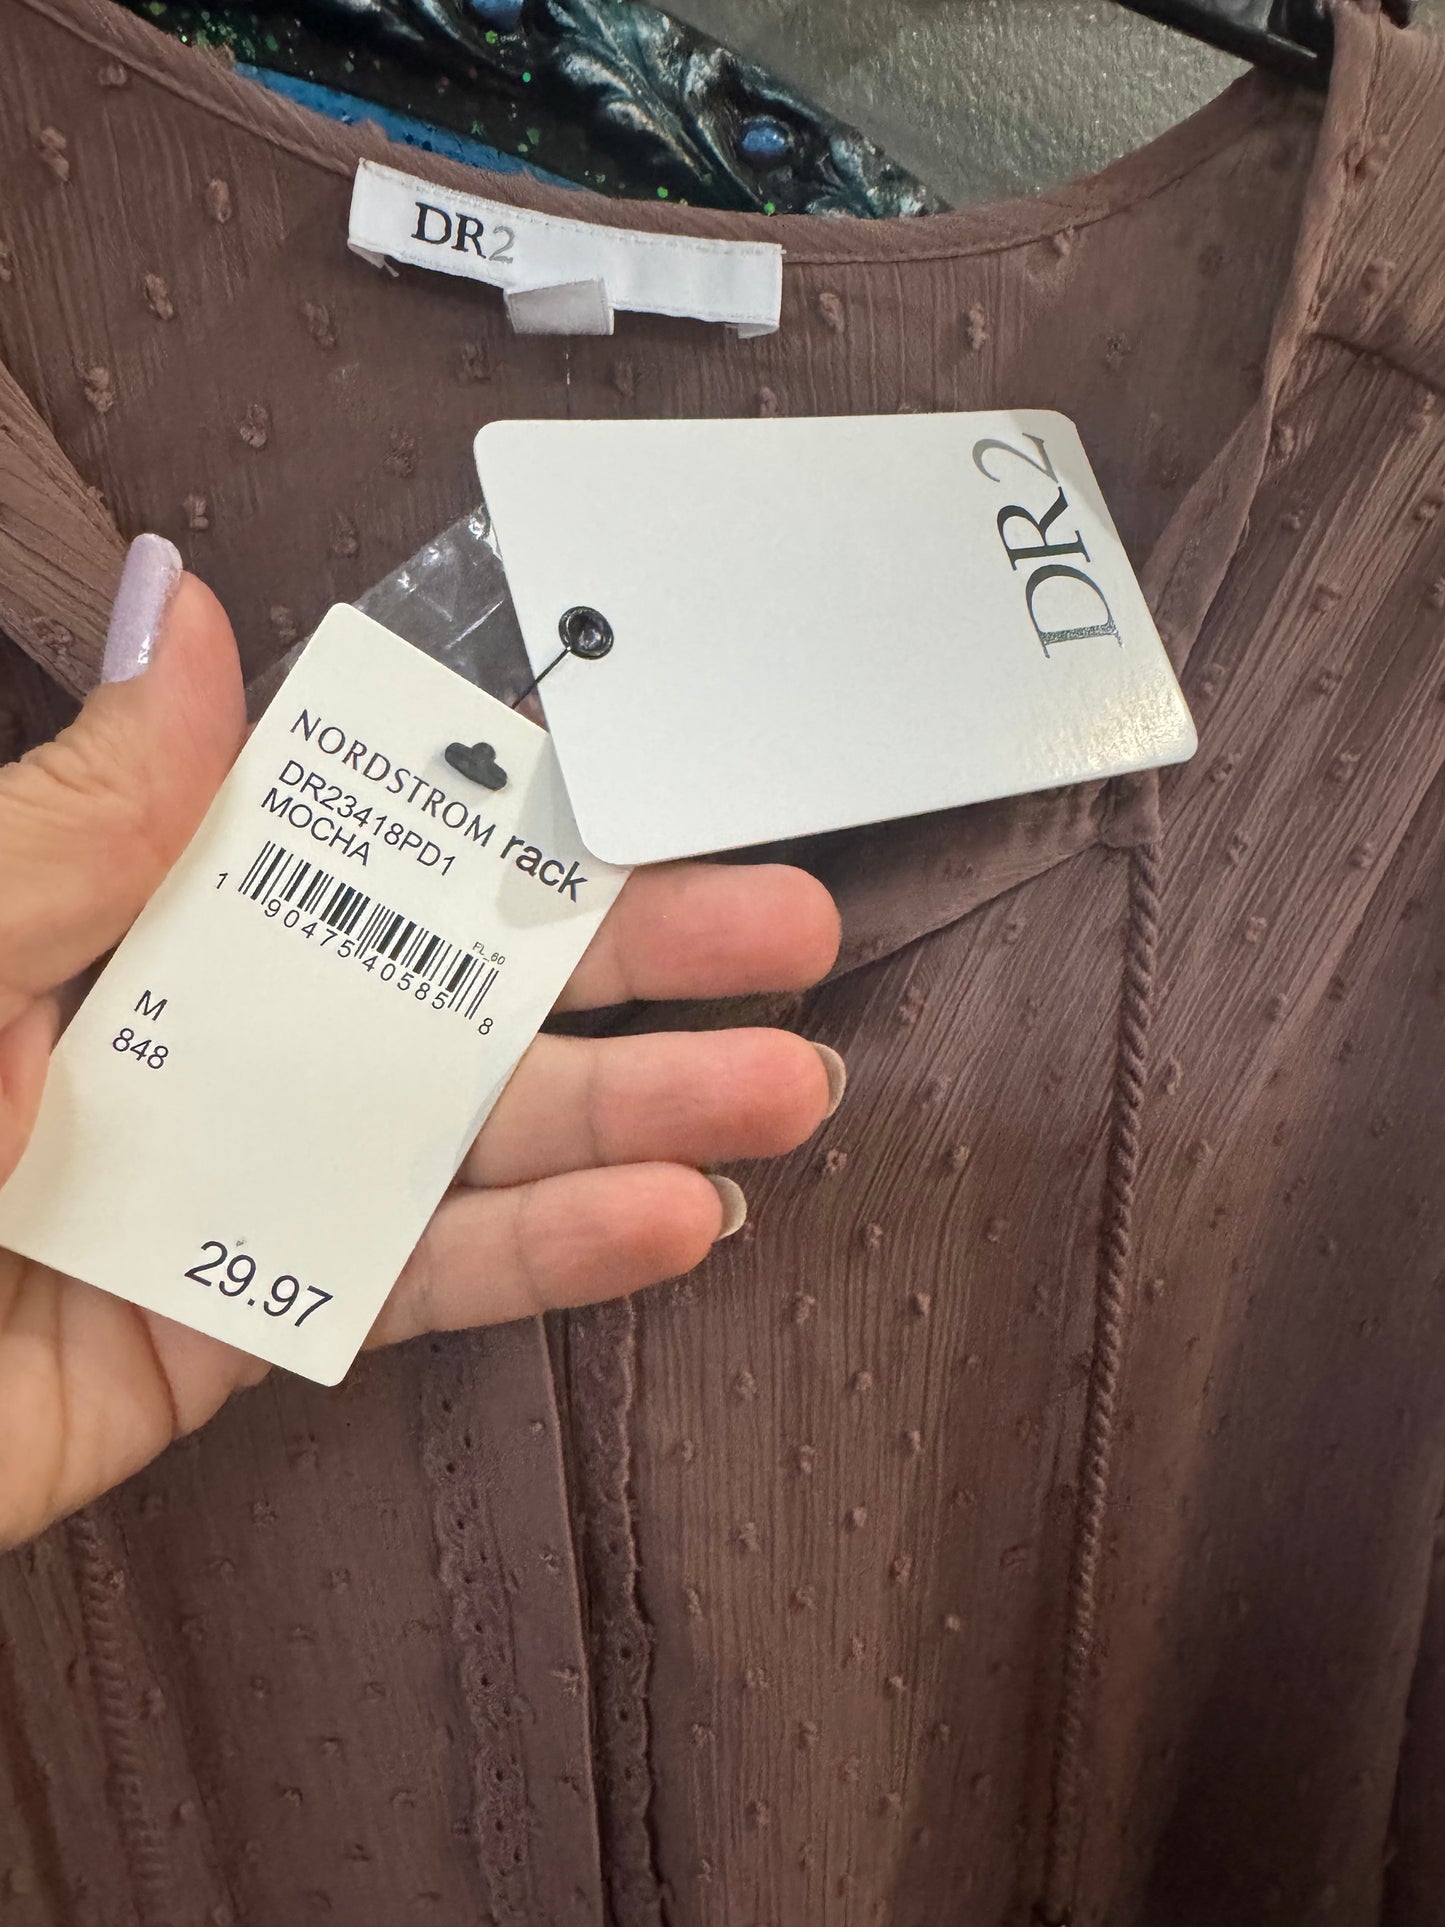 DR2
DR2
NORDSTROM rack
DR23418PD1
MOCHA
FL_60
1 90475 40585 8
M
848
29.97